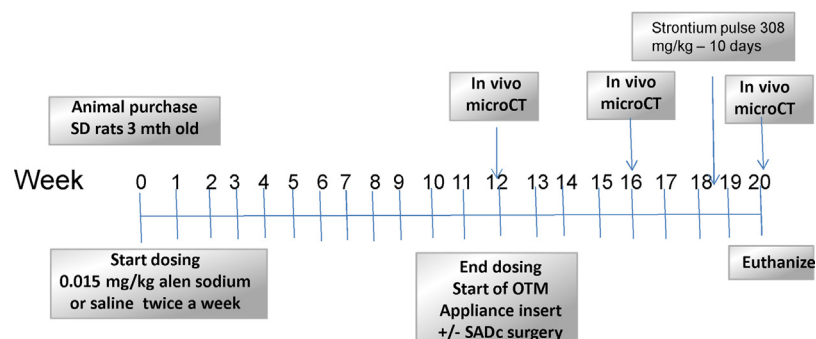 Strontium pulse 308
mg/kg – 10 days
In vivo
microCT
In vivo
microCT
In vivo
microCT
Animal purchase
SD rats 3 mth old
Week 0 1 2 3 4 5 6 7 8 9 10 11 12 13 14 15 16 17 18 19 20
Start dosing
0.015 mg/kg alen sodium
or saline twice a week
End dosing
Start of OTM
Appliance insert
+/- SADc surgery
Euthanize